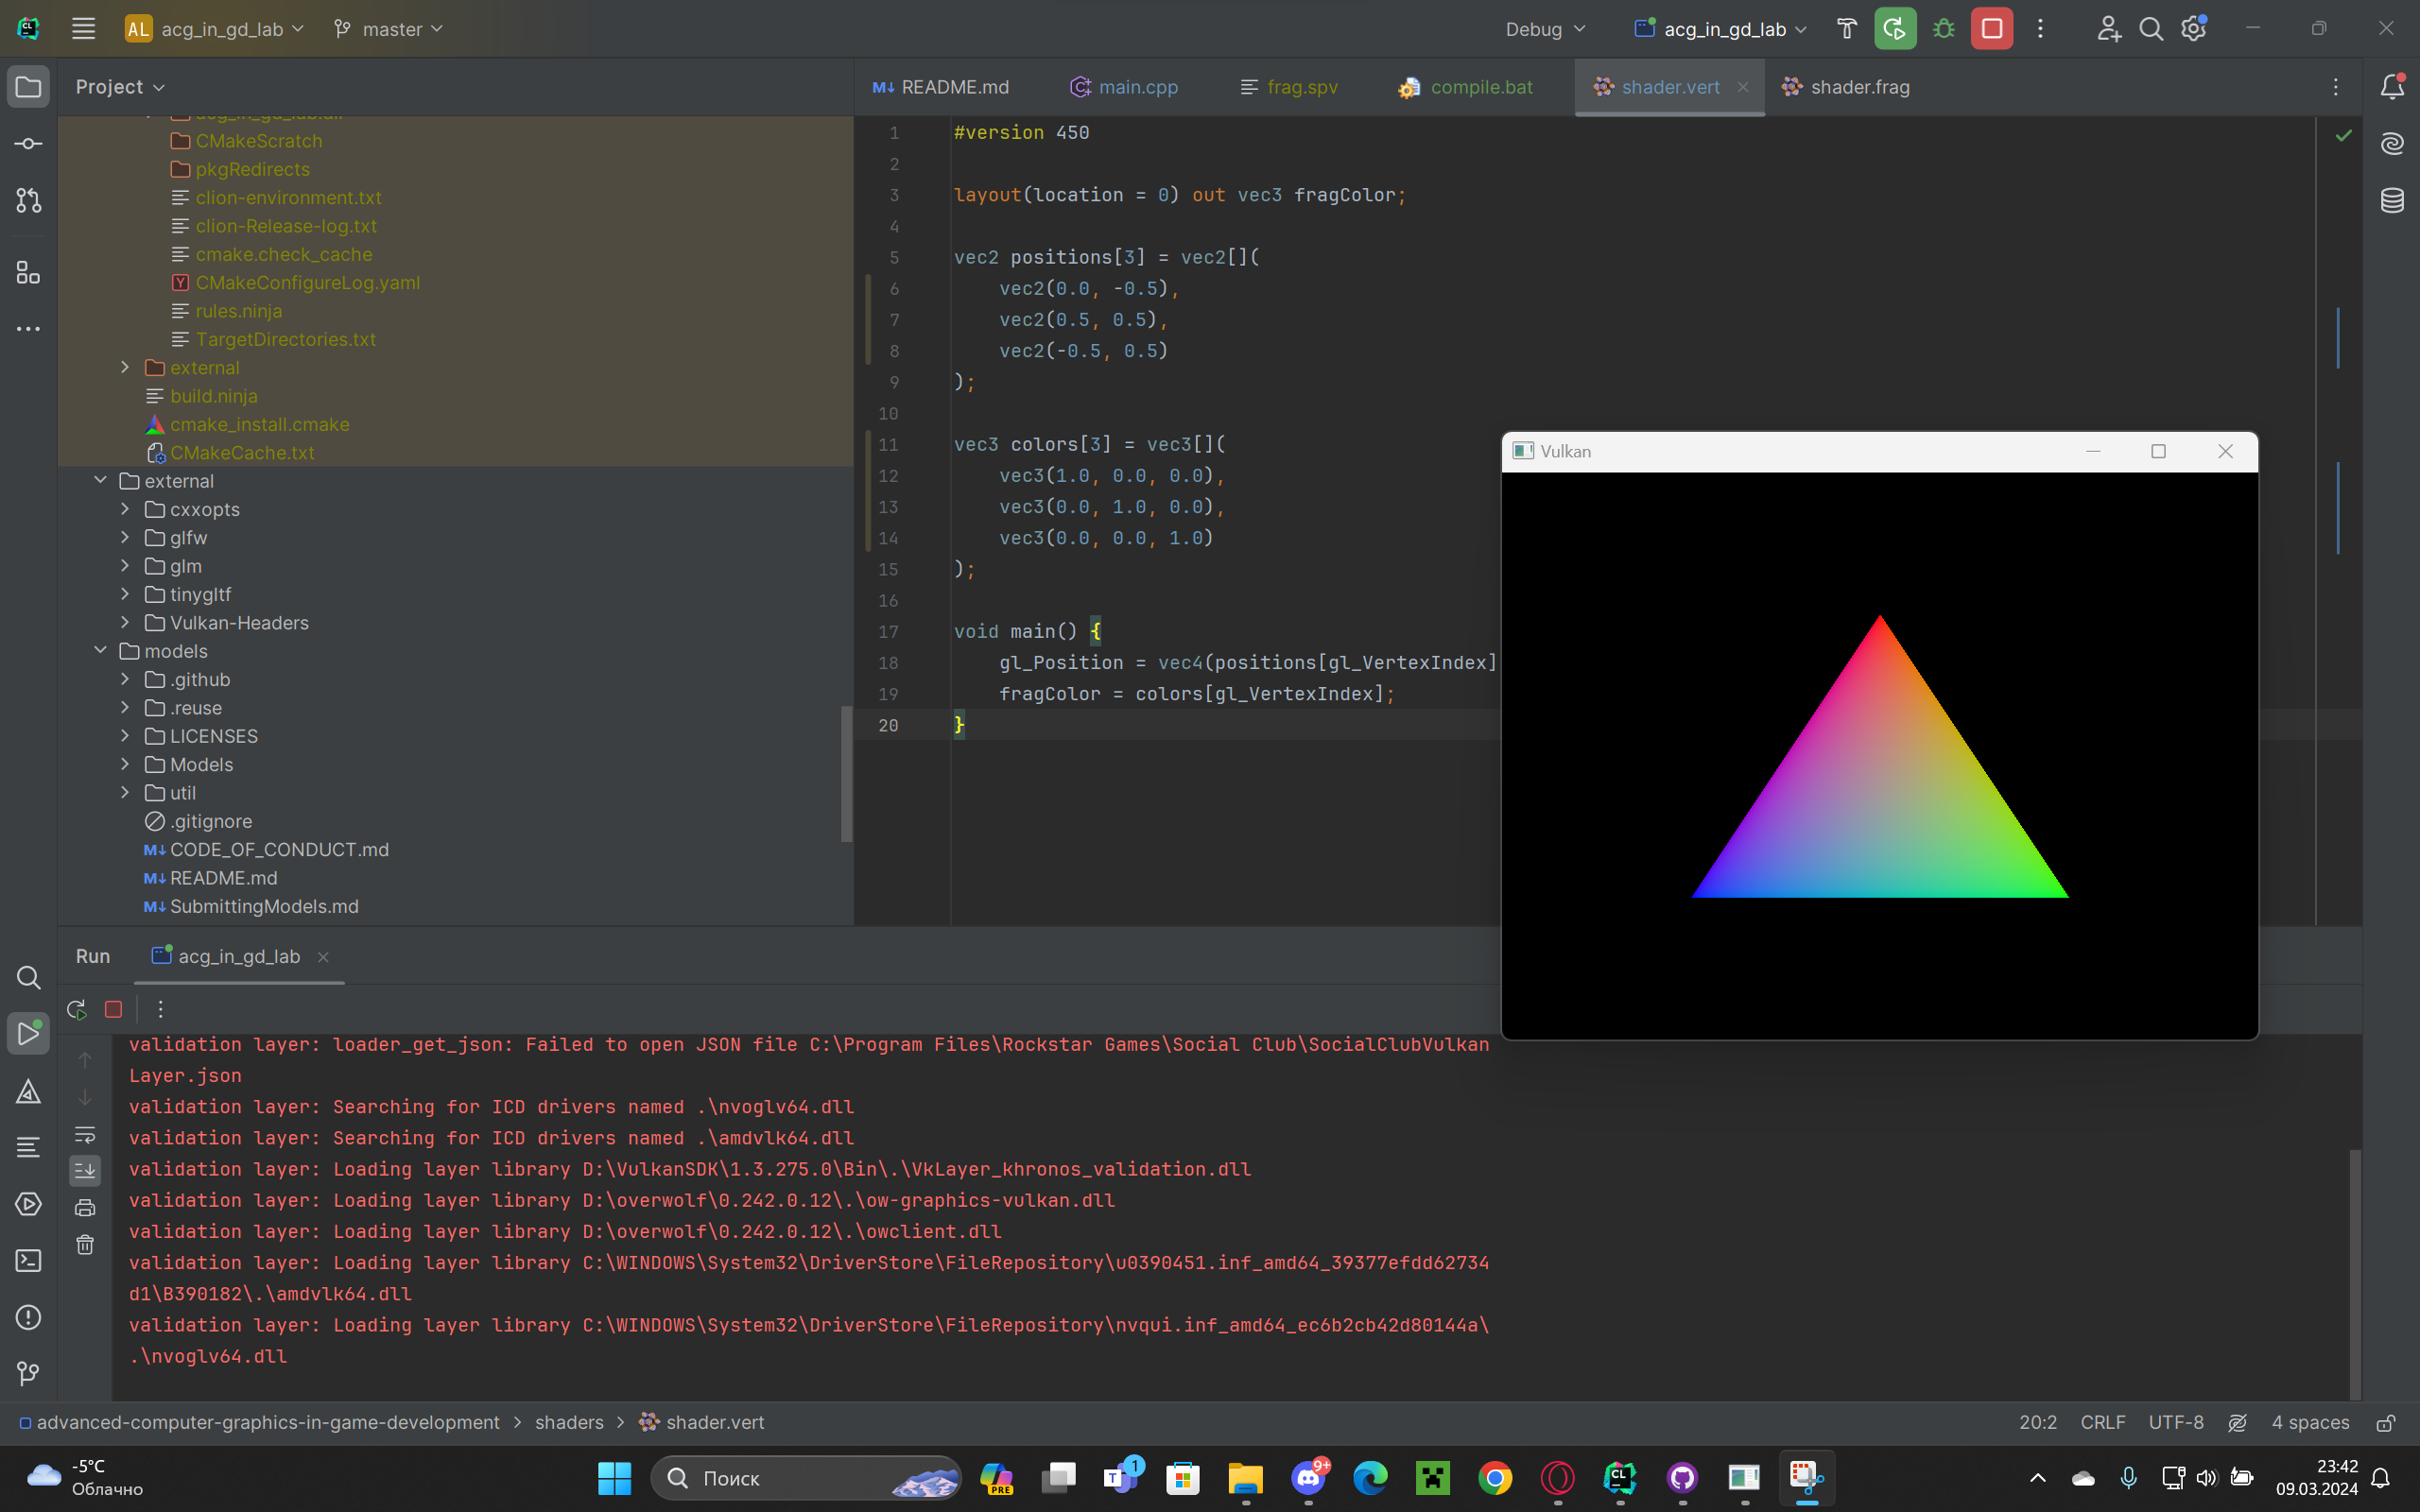 AL acg_in_gd_lab master Debug acg_in_gd_lab
Project
README.md main.cpp frag.spv compile.bat shader.vert shader.frag
CMakeScratch
pkgRedirects
clion-environment.txt
clion-Release-log.txt
cmake.check_cache
CMakeConfigureLog.yaml
rules.ninja
TargetDirectories.txt
external
build.ninja
cmake_install.cmake
CMakeCache.txt
external
cxxopts
glfw
glm
tinygltf
Vulkan-Headers
models
.github
.reuse
LICENSES
Models
util
.gitignore
CODE_OF_CONDUCT.md
README.md
SubmittingModels.md
1 #version 450
2
3 layout(location = 0) out vec3 fragColor;
4
5 vec2 positions[3] = vec2[](
6 vec2(0.0, -0.5),
7 vec2(0.5, 0.5),
8 vec2(-0.5, 0.5)
9 );
10
11 vec3 colors[3] = vec3[](
12 vec3(1.0, 0.0, 0.0),
13 vec3(0.0, 1.0, 0.0),
14 vec3(0.0, 0.0, 1.0)
15 );
16
17 void main() {
18 gl_Position = vec4(positions[gl_VertexIndex]
19 fragColor = colors[gl_VertexIndex];
20 }
Vulkan
Run acg_in_gd_lab
validation layer: loader_get_json: Failed to open JSON file C:\Program Files\Rockstar Games\Social Club\SocialClubVulkan
Layer.json
validation layer: Searching for ICD drivers named .\nvoglv64.dll
validation layer: Searching for ICD drivers named .\amdvlk64.dll
validation layer: Loading layer library D:\VulkanSDK\1.3.275.0\Bin\.\VkLayer_khronos_validation.dll
validation layer: Loading layer library D:\overwolf\0.242.0.12\.\ow-graphics-vulkan.dll
validation layer: Loading layer library D:\overwolf\0.242.0.12\.\owclient.dll
validation layer: Loading layer library C:\WINDOWS\System32\DriverStore\FileRepository\u0390451.inf_amd64_39377efdd62734
d1\B390182\.\amdvlk64.dll
validation layer: Loading layer library C:\WINDOWS\System32\DriverStore\FileRepository\nvqui.inf_amd64_ec6b2cb42d80144a\
.\nvoglv64.dll
advanced-computer-graphics-in-game-development > shaders > shader.vert 20:2 CRLF UTF-8 4 spaces
-5°C
Облачно
Поиск
PRE
1
9+
23:42
09.03.2024